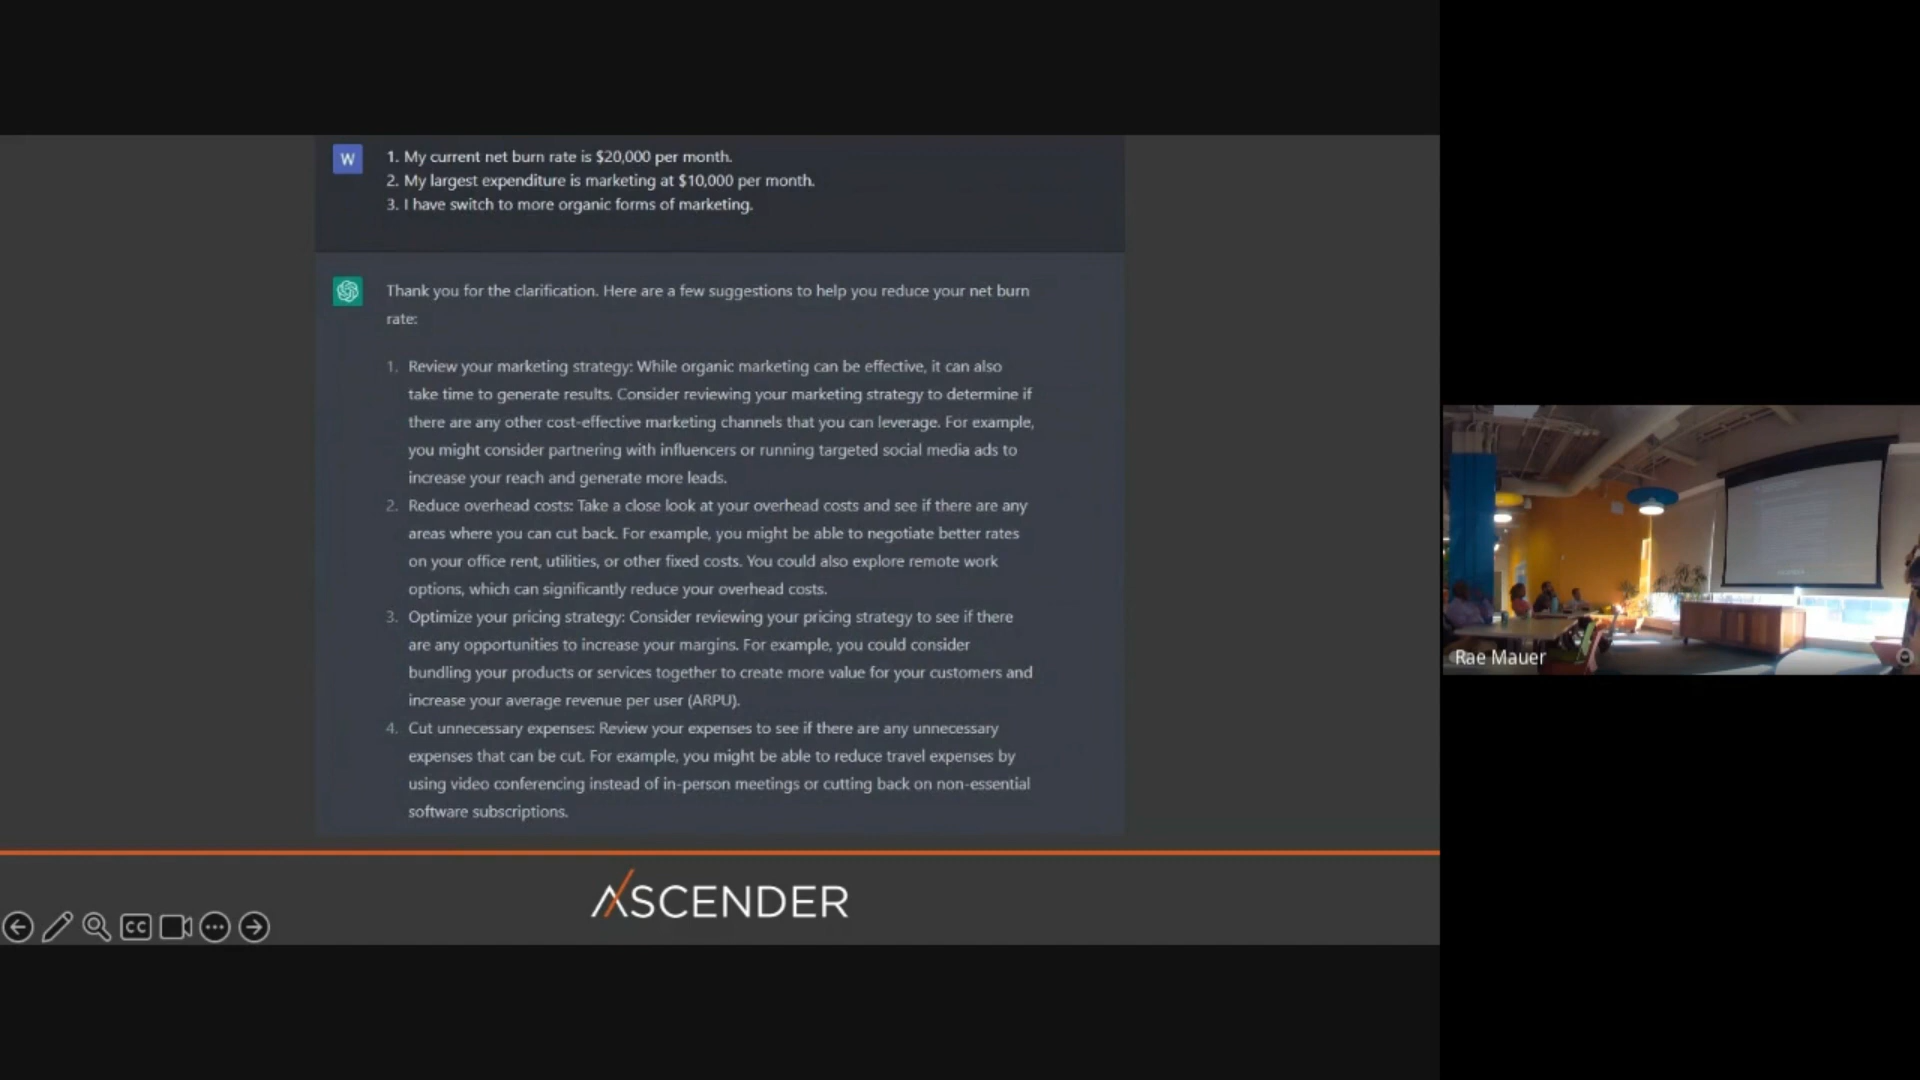 W
1. My current net burn rate is $20,000 per month.
2. My largest expenditure is marketing at $10,000 per month.
3. I have switch to more organic forms of marketing.
Thank you for the clarification. Here are a few suggestions to help you reduce your net burn
rate:
1. Review your marketing strategy: While organic marketing can be effective, it can also
take time to generate results. Consider reviewing your marketing strategy to determine if
there are any other cost-effective marketing channels that you can leverage. For example,
you might consider partnering with influencers or running targeted social media ads to
increase your reach and generate more leads.
2. Reduce overhead costs: Take a close look at your overhead costs and see if there are any
areas where you can cut back. For example, you might be able to negotiate better rates
on your office rent, utilities, or other fixed costs. You could also explore remote work
options, which can significantly reduce your overhead costs.
3. Optimize your pricing strategy: Consider reviewing your pricing strategy to see if there
are any opportunities to increase your margins. For example, you could consider
bundling your products or services together to create more value for your customers and
increase your average revenue per user (ARPU).
4. Cut unnecessary expenses: Review your expenses to see if there are any unnecessary
expenses that can be cut. For example, you might be able to reduce travel expenses by
using video conferencing instead of in-person meetings or cutting back on non-essential
software subscriptions.
ASCENDER
CC
Rae Mauer